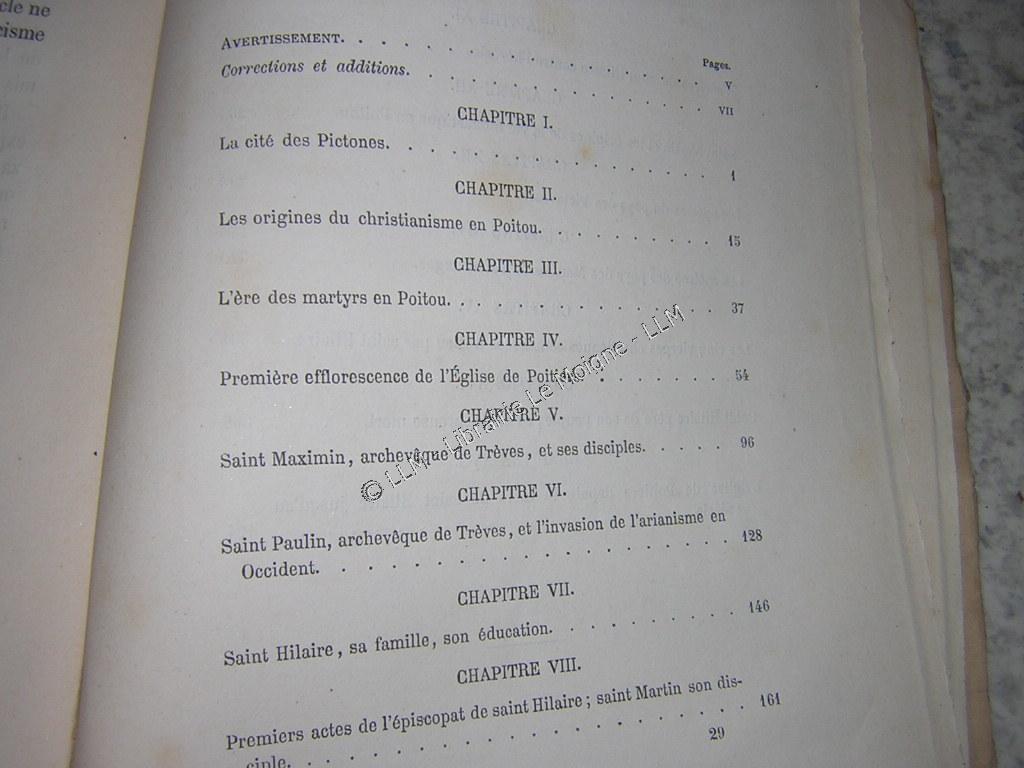 cle ne
cisme
Pages.
AVERTISSEMENT. . . . . . . . . . . . . . . . V
Corrections et additions. . . . . . . . . . . . . VII
CHAPITRE I.
La cité des Pictones. . . . . . . . . . . . . . 1
CHAPITRE II.
Les origines du christianisme en Poitou. . . . . . . . 15
CHAPITRE III.
L'ère des martyrs en Poitou. . . . . . . . . . . . 37
CHAPITRE IV.
Première efflorescence de l'Église de Poitiers. . . . . . . 54
CHAPITRE V.
Saint Maximin, archevêque de Trèves, et ses disciples. . . . . 96
CHAPITRE VI.
Saint Paulin, archevêque de Trèves, et l'invasion de l'arianisme en
Occident. . . . . . . . . . . . . . . . . . 128
CHAPITRE VII.
Saint Hilaire, sa famille, son éducation. . . . . . . . . 146
CHAPITRE VIII.
Premiers actes de l'épiscopat de saint Hilaire; saint Martin son dis-
ciple. . . . . . . . . . . . . . . . . . . 161
29
© LLM - Librairie Le Moigne - LLM